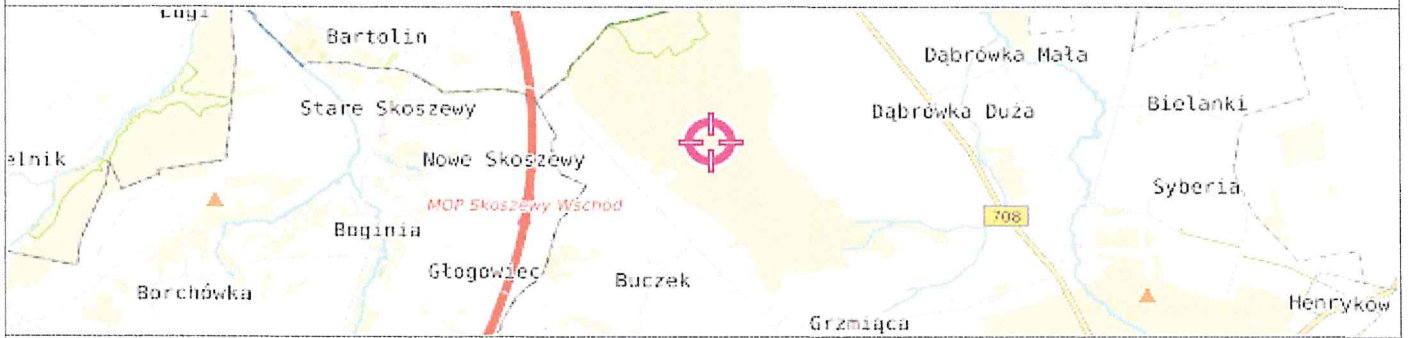 Bartolin
Dąbrówka Mała
Stare Skoszewy
Dąbrówka Duża
Bielanki
elnik
Nowe Skoszewy
Syberia
MOP Skoszewy Wschód
708
Boginia
Głogowiec
Buczek
Borchówka
Henryków
Grzmiąca